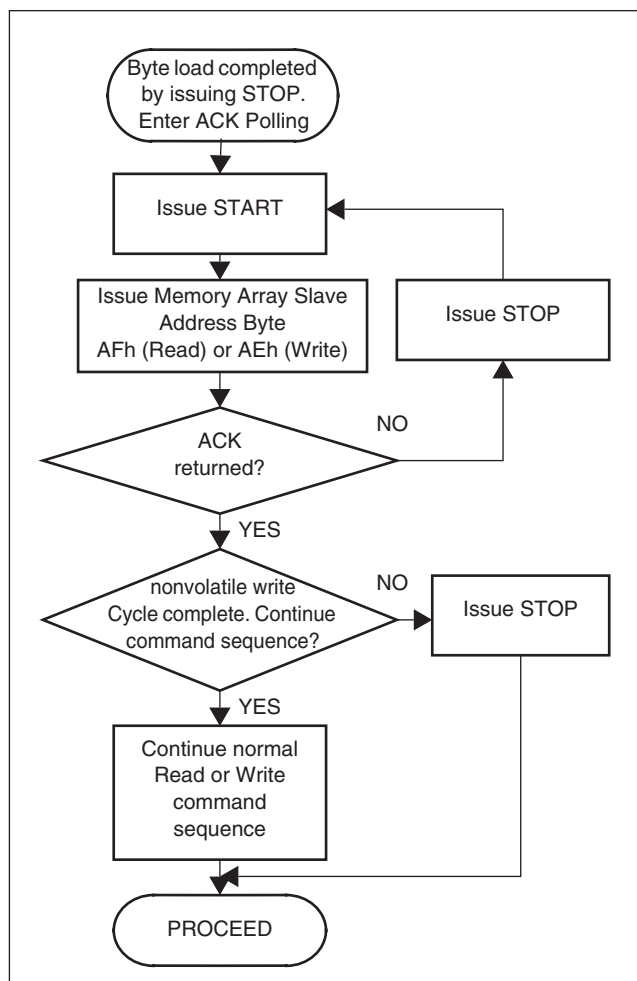 Byte load completed
by issuing STOP.
Enter ACK Polling
Issue START
Issue Memory Array Slave
Address Byte
AFh (Read) or AEh (Write)
Issue STOP
ACK
returned?
NO
YES
nonvolatile write
Cycle complete. Continue
command sequence?
NO
Issue STOP
YES
Continue normal
Read or Write
command
sequence
PROCEED